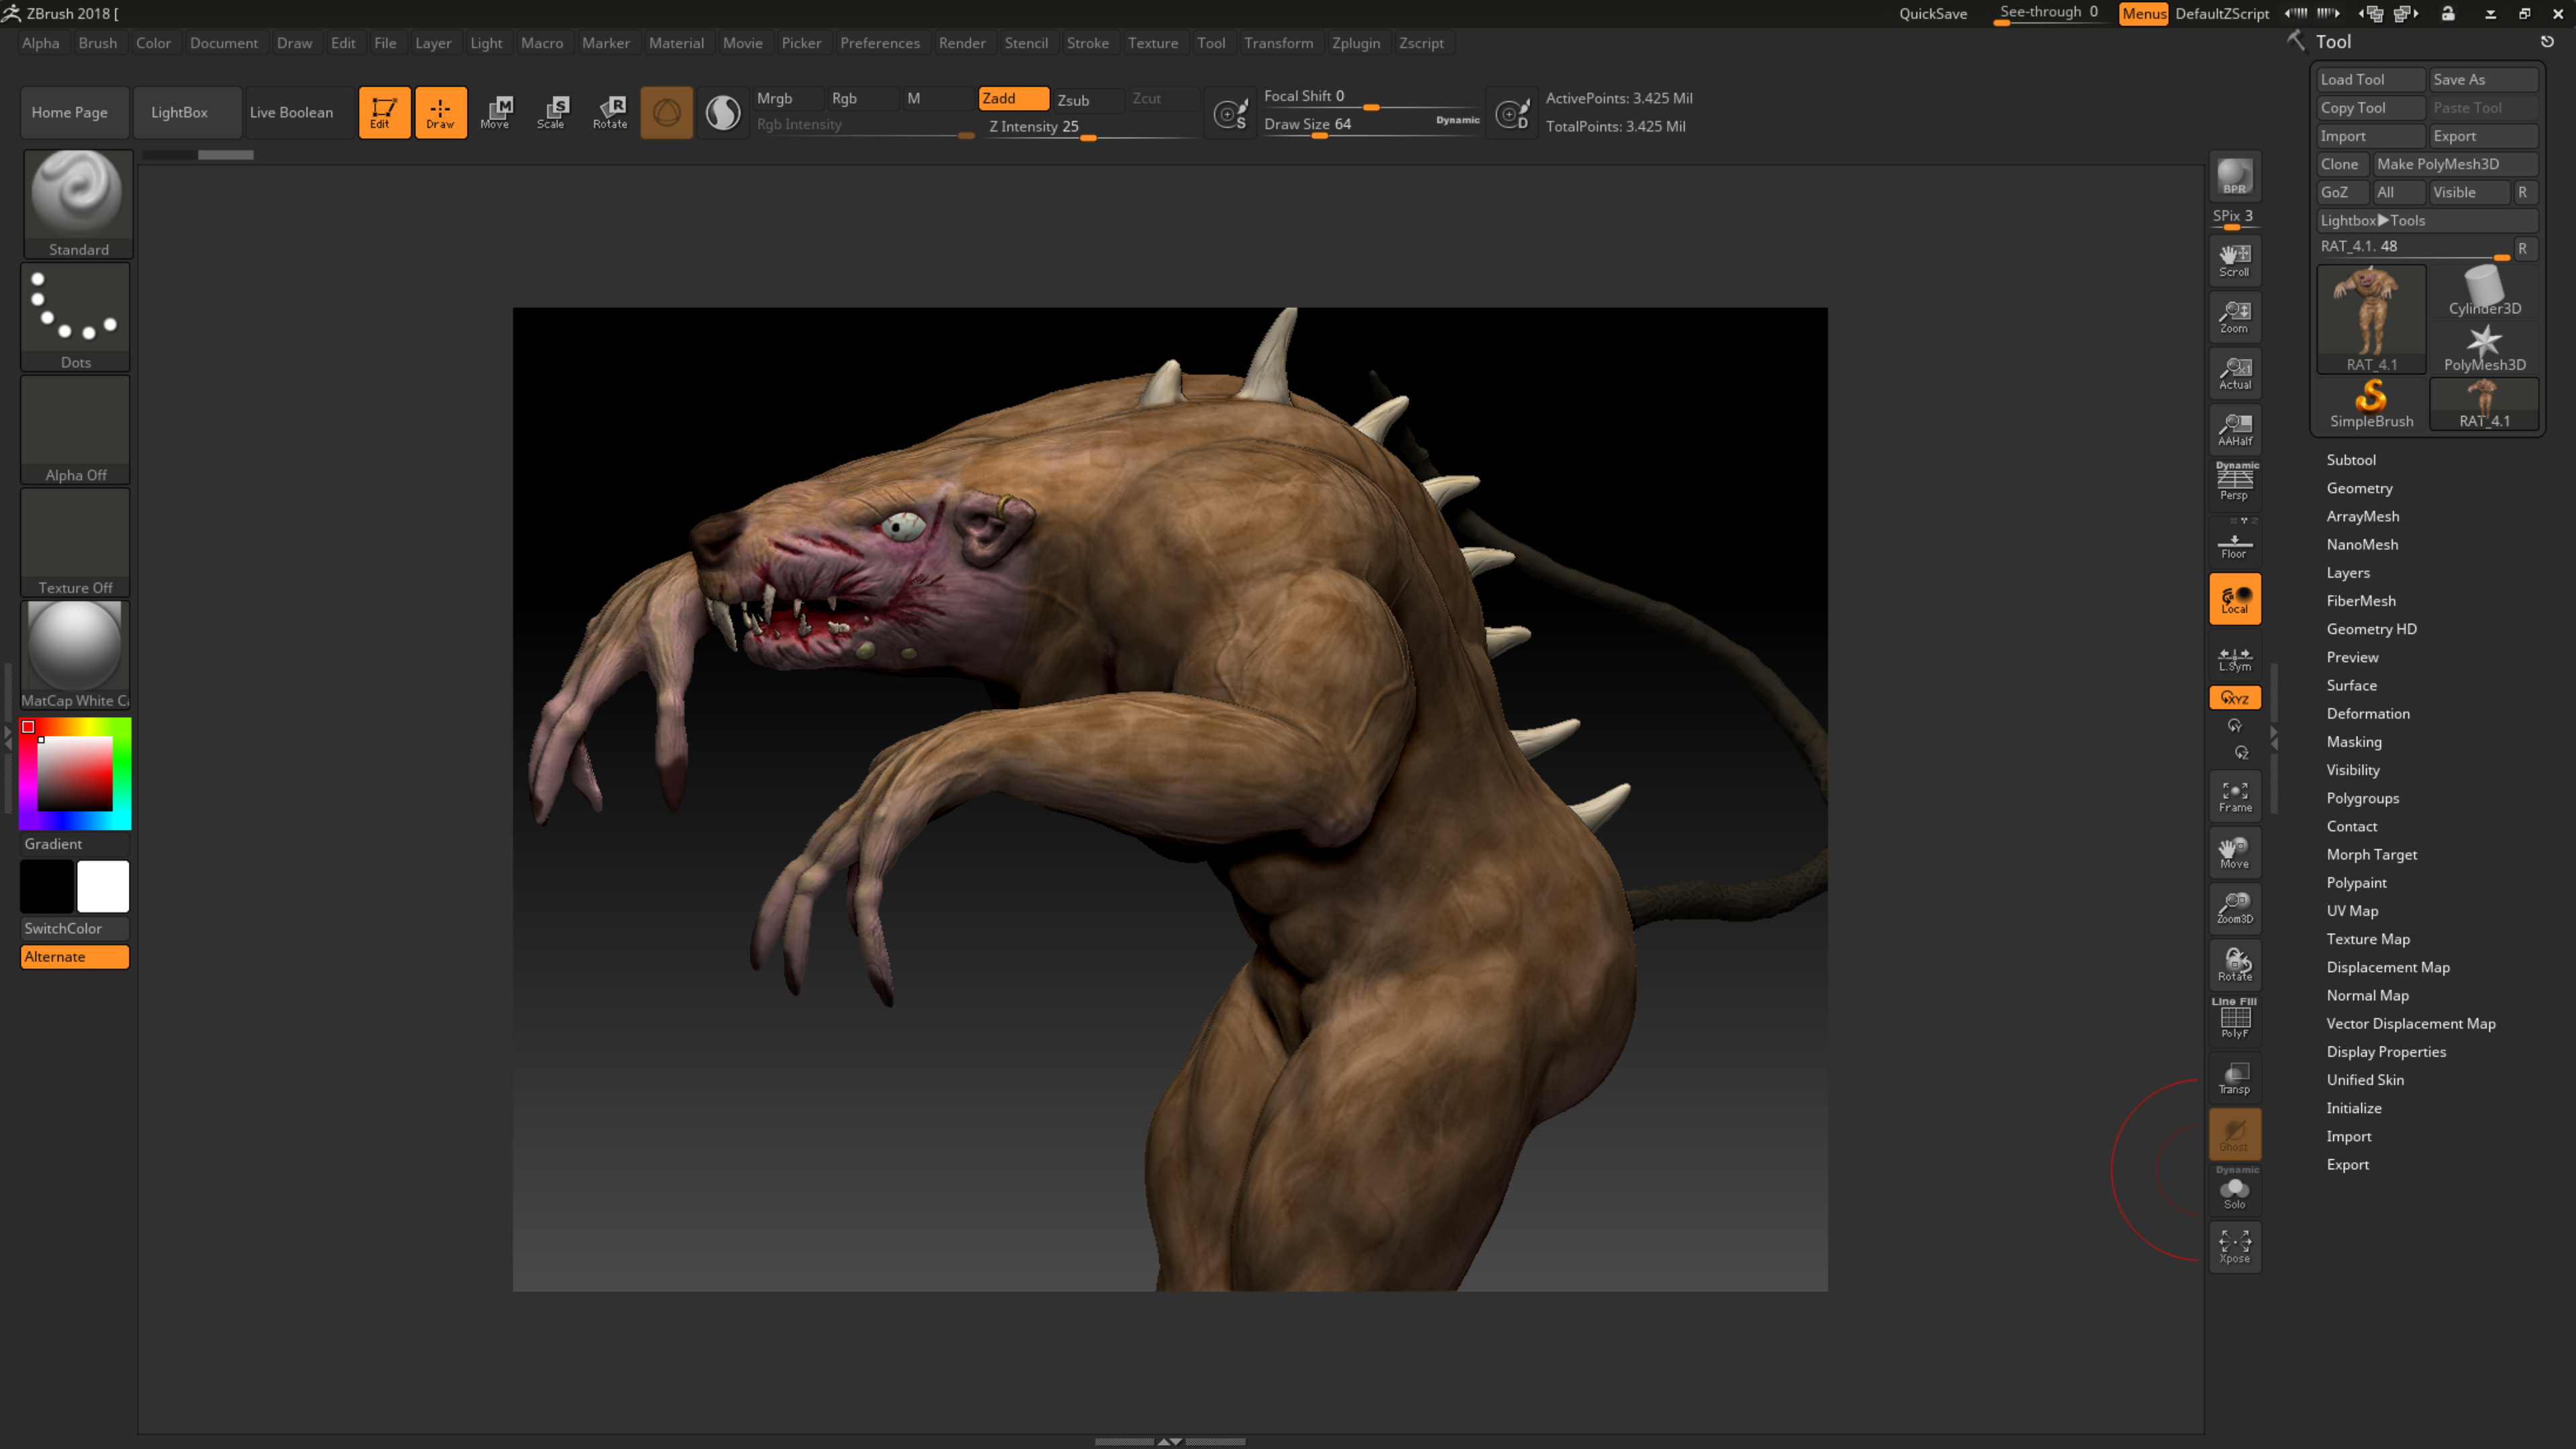 ZBrush 2018 [
QuickSave See-through 0 Menus DefaultZScript
Alpha Brush Color Document Draw Edit File Layer Light Macro Marker Material Movie Picker Preferences Render Stencil Stroke Texture Tool Transform Zplugin Zscript
Home Page LightBox Live Boolean Edit Draw Move Scale Rotate
M S R
Mrgb Rgb M Zadd Zsub Zcut
Rgb Intensity Z Intensity 25
S Focal Shift 0
Draw Size 64 Dynamic
D ActivePoints: 3.425 Mil
TotalPoints: 3.425 Mil
Standard
Dots
Alpha Off
Texture Off
MatCap White Ca
Gradient
SwitchColor
Alternate
BPR
SPix 3
Scroll
Zoom
Actual
AAHalf
Dynamic
Persp
Floor
Local
L.Sym
XYZ
Y
Z
Frame
Move
Zoom3D
Rotate
Line Fill
PolyF
Transp
Ghost
Dynamic
Solo
Xpose
Tool
Load Tool Save As
Copy Tool Paste Tool
Import Export
Clone Make PolyMesh3D
GoZ All Visible R
Lightbox▶Tools
RAT_4.1. 48 R
RAT_4.1 Cylinder3D
PolyMesh3D
SimpleBrush RAT_4.1
Subtool
Geometry
ArrayMesh
NanoMesh
Layers
FiberMesh
Geometry HD
Preview
Surface
Deformation
Masking
Visibility
Polygroups
Contact
Morph Target
Polypaint
UV Map
Texture Map
Displacement Map
Normal Map
Vector Displacement Map
Display Properties
Unified Skin
Initialize
Import
Export